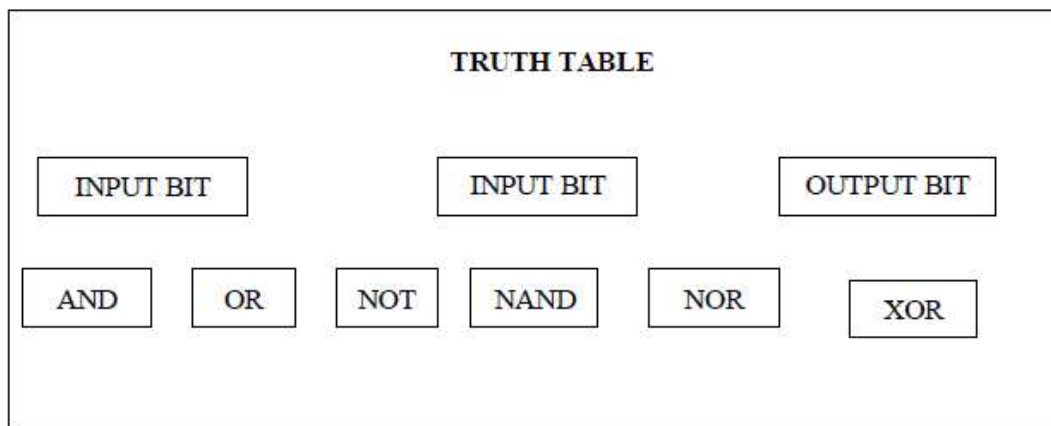 TRUTH TABLE
INPUT BIT INPUT BIT OUTPUT BIT
AND OR NOT NAND NOR XOR